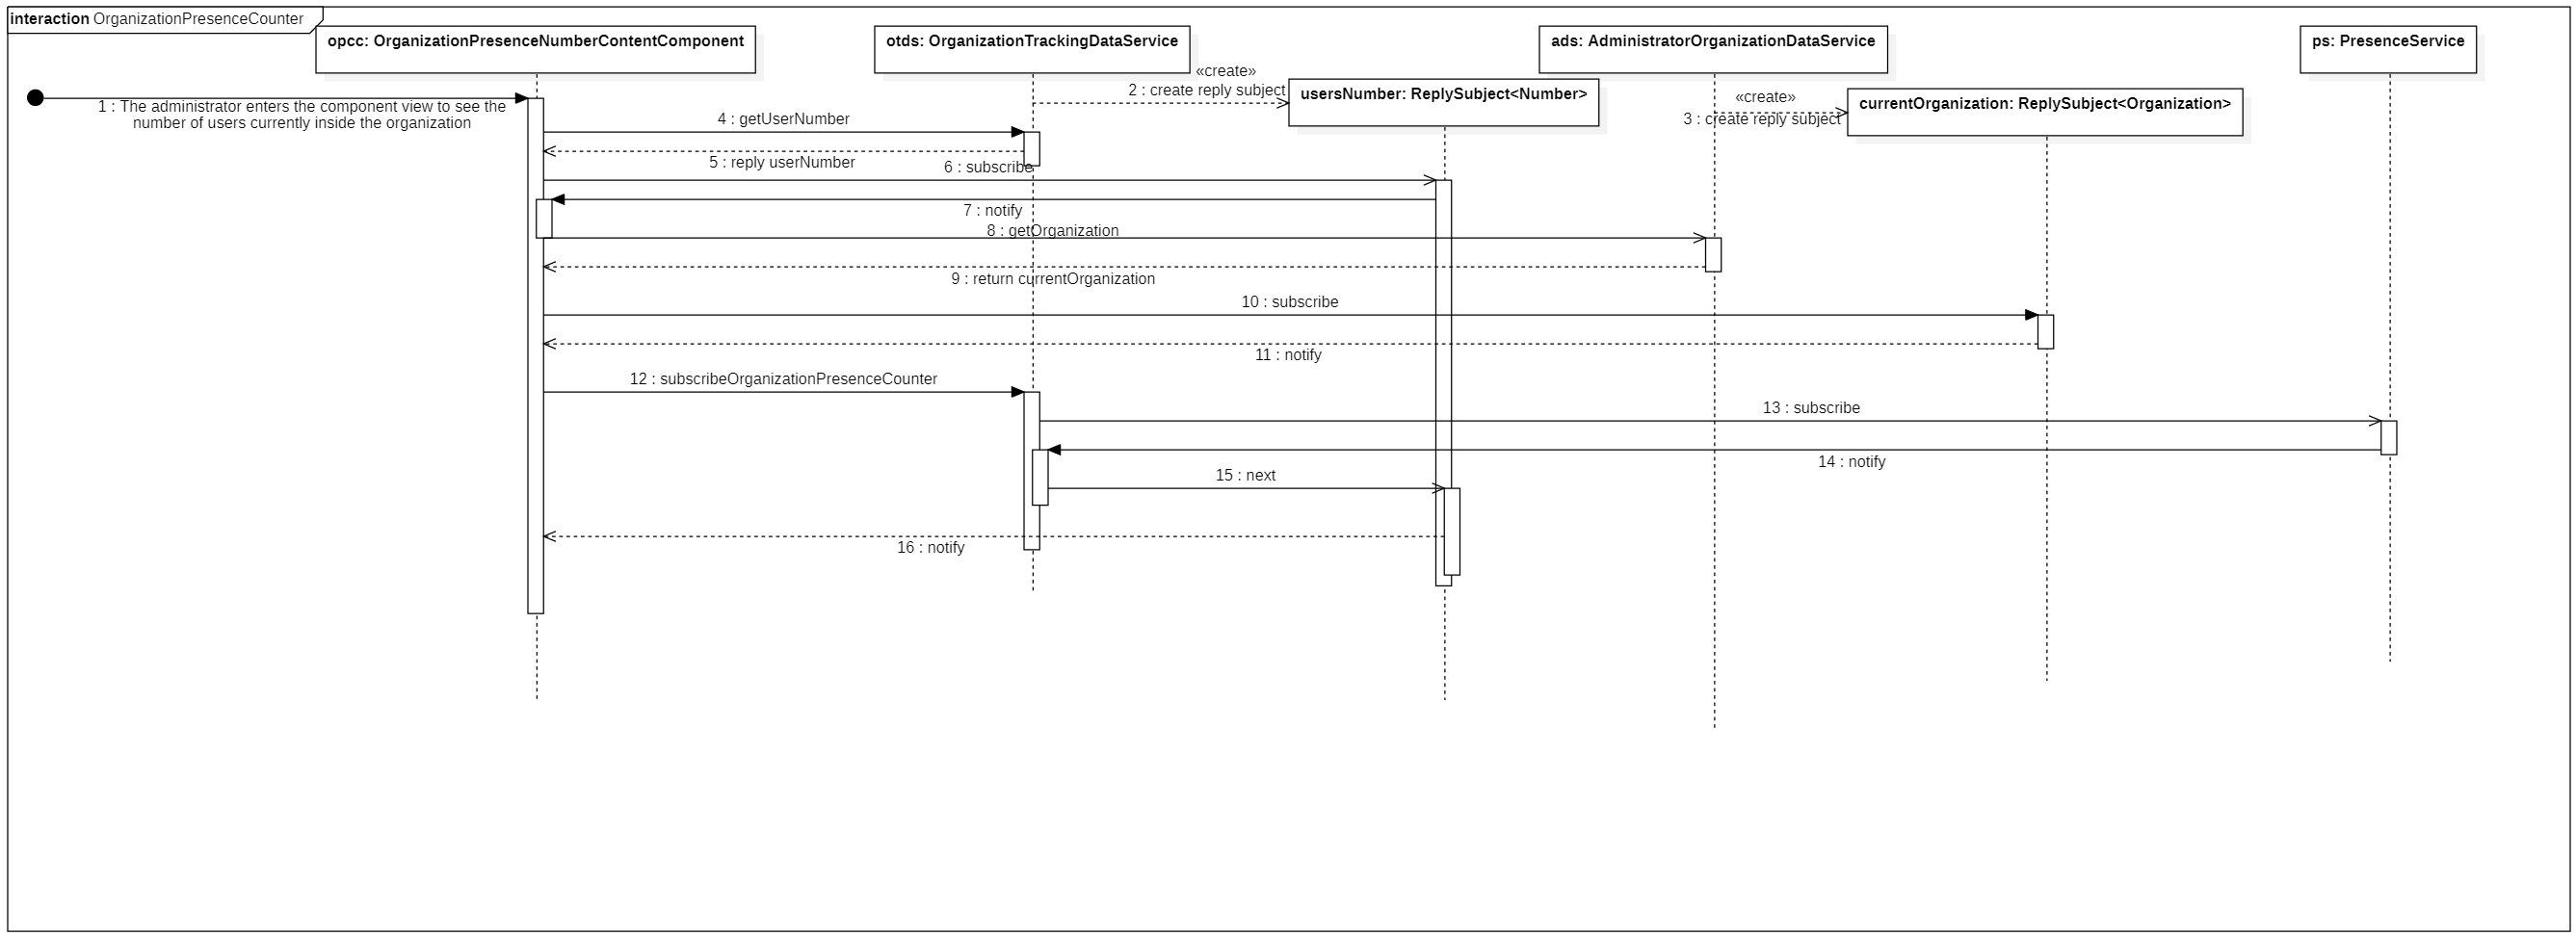 interaction OrganizationPresenceCounter
opcc: OrganizationPresenceNumberContentComponent
otds: OrganizationTrackingDataService
ads: AdministratorOrganizationDataService
ps: PresenceService
«create»
2 : create reply subject
usersNumber: ReplySubject<Number>
«create»
3 : create reply subject
currentOrganization: ReplySubject<Organization>
1 : The administrator enters the component view to see the
number of users currently inside the organization
4 : getUserNumber
5 : reply userNumber
6 : subscribe
7 : notify
8 : getOrganization
9 : return currentOrganization
10 : subscribe
11 : notify
12 : subscribeOrganizationPresenceCounter
13 : subscribe
14 : notify
15 : next
16 : notify